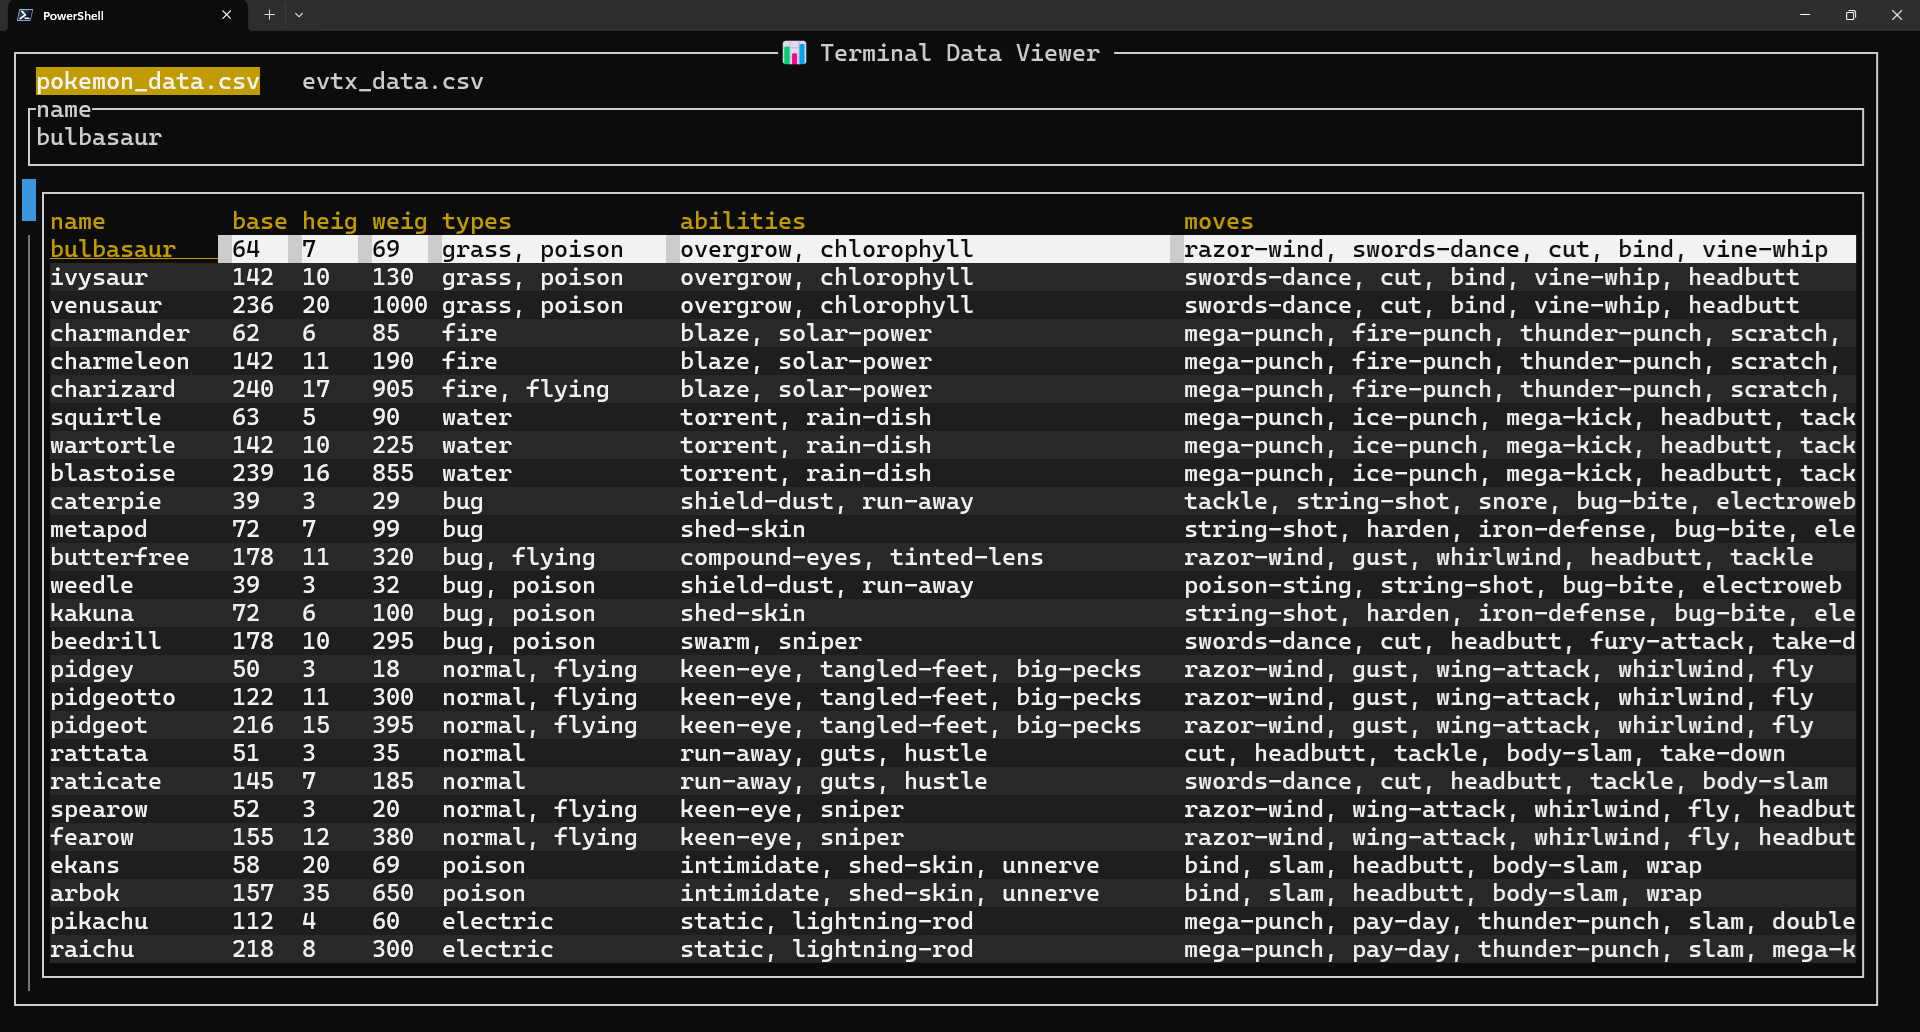 PowerShell
Terminal Data Viewer
pokemon_data.csv evtx_data.csv
name
bulbasaur
name base heig weig types abilities moves
bulbasaur 64 7 69 grass, poison overgrow, chlorophyll razor-wind, swords-dance, cut, bind, vine-whip
ivysaur 142 10 130 grass, poison overgrow, chlorophyll swords-dance, cut, bind, vine-whip, headbutt
venusaur 236 20 1000 grass, poison overgrow, chlorophyll swords-dance, cut, bind, vine-whip, headbutt
charmander 62 6 85 fire blaze, solar-power mega-punch, fire-punch, thunder-punch, scratch,
charmeleon 142 11 190 fire blaze, solar-power mega-punch, fire-punch, thunder-punch, scratch,
charizard 240 17 905 fire, flying blaze, solar-power mega-punch, fire-punch, thunder-punch, scratch,
squirtle 63 5 90 water torrent, rain-dish mega-punch, ice-punch, mega-kick, headbutt, tack
wartortle 142 10 225 water torrent, rain-dish mega-punch, ice-punch, mega-kick, headbutt, tack
blastoise 239 16 855 water torrent, rain-dish mega-punch, ice-punch, mega-kick, headbutt, tack
caterpie 39 3 29 bug shield-dust, run-away tackle, string-shot, snore, bug-bite, electroweb
metapod 72 7 99 bug shed-skin string-shot, harden, iron-defense, bug-bite, ele
butterfree 178 11 320 bug, flying compound-eyes, tinted-lens razor-wind, gust, whirlwind, headbutt, tackle
weedle 39 3 32 bug, poison shield-dust, run-away poison-sting, string-shot, bug-bite, electroweb
kakuna 72 6 100 bug, poison shed-skin string-shot, harden, iron-defense, bug-bite, ele
beedrill 178 10 295 bug, poison swarm, sniper swords-dance, cut, headbutt, fury-attack, take-d
pidgey 50 3 18 normal, flying keen-eye, tangled-feet, big-pecks razor-wind, gust, wing-attack, whirlwind, fly
pidgeotto 122 11 300 normal, flying keen-eye, tangled-feet, big-pecks razor-wind, gust, wing-attack, whirlwind, fly
pidgeot 216 15 395 normal, flying keen-eye, tangled-feet, big-pecks razor-wind, gust, wing-attack, whirlwind, fly
rattata 51 3 35 normal run-away, guts, hustle cut, headbutt, tackle, body-slam, take-down
raticate 145 7 185 normal run-away, guts, hustle swords-dance, cut, headbutt, tackle, body-slam
spearow 52 3 20 normal, flying keen-eye, sniper razor-wind, wing-attack, whirlwind, fly, headbut
fearow 155 12 380 normal, flying keen-eye, sniper razor-wind, wing-attack, whirlwind, fly, headbut
ekans 58 20 69 poison intimidate, shed-skin, unnerve bind, slam, headbutt, body-slam, wrap
arbok 157 35 650 poison intimidate, shed-skin, unnerve bind, slam, headbutt, body-slam, wrap
pikachu 112 4 60 electric static, lightning-rod mega-punch, pay-day, thunder-punch, slam, double
raichu 218 8 300 electric static, lightning-rod mega-punch, pay-day, thunder-punch, slam, mega-k